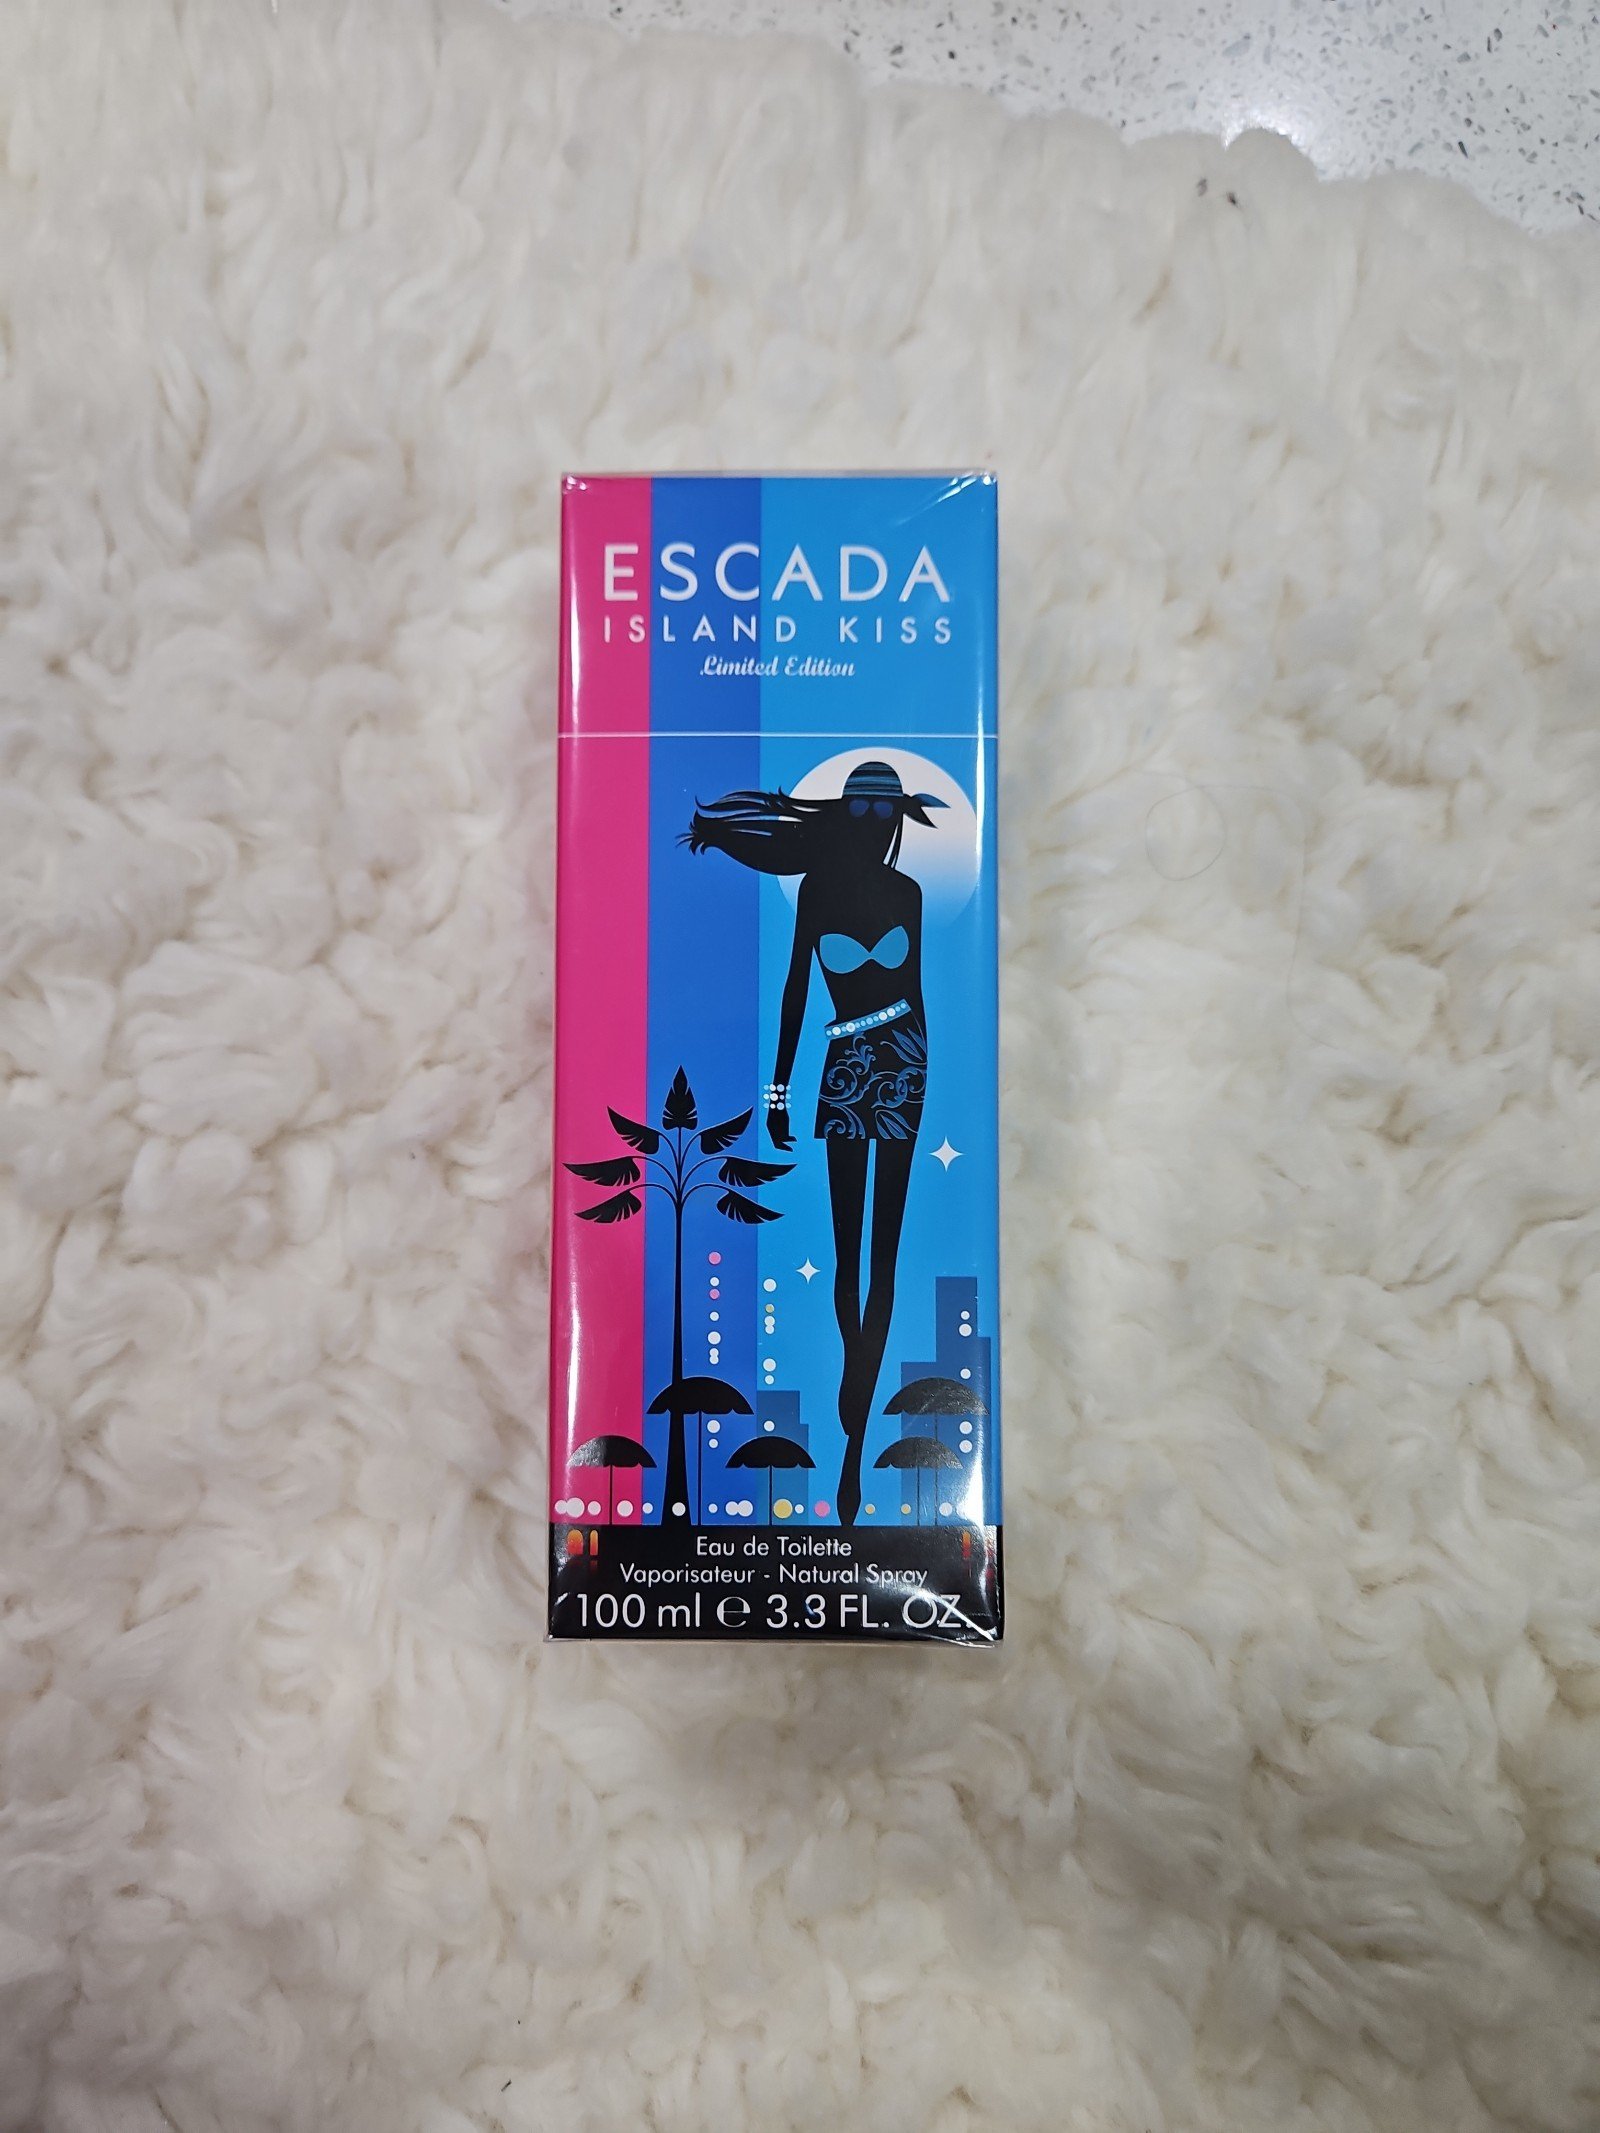 ESCADA
ISLAND KISS
Limited Edition
Eau de Toilette
Vaporisateur - Natural Spray
100 ml ℮ 3.3 FL. OZ.